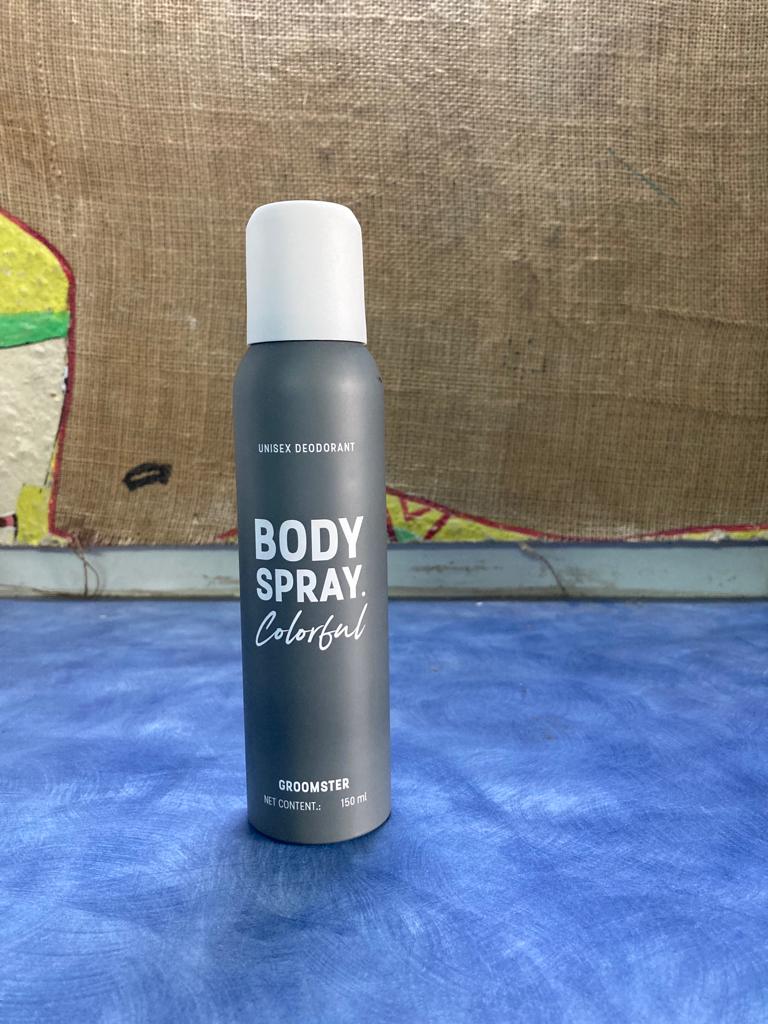 UNISEX DEODORANT
BODY
SPRAY.
Colorful
GROOMSTER
NET CONTENT.: 150 ml